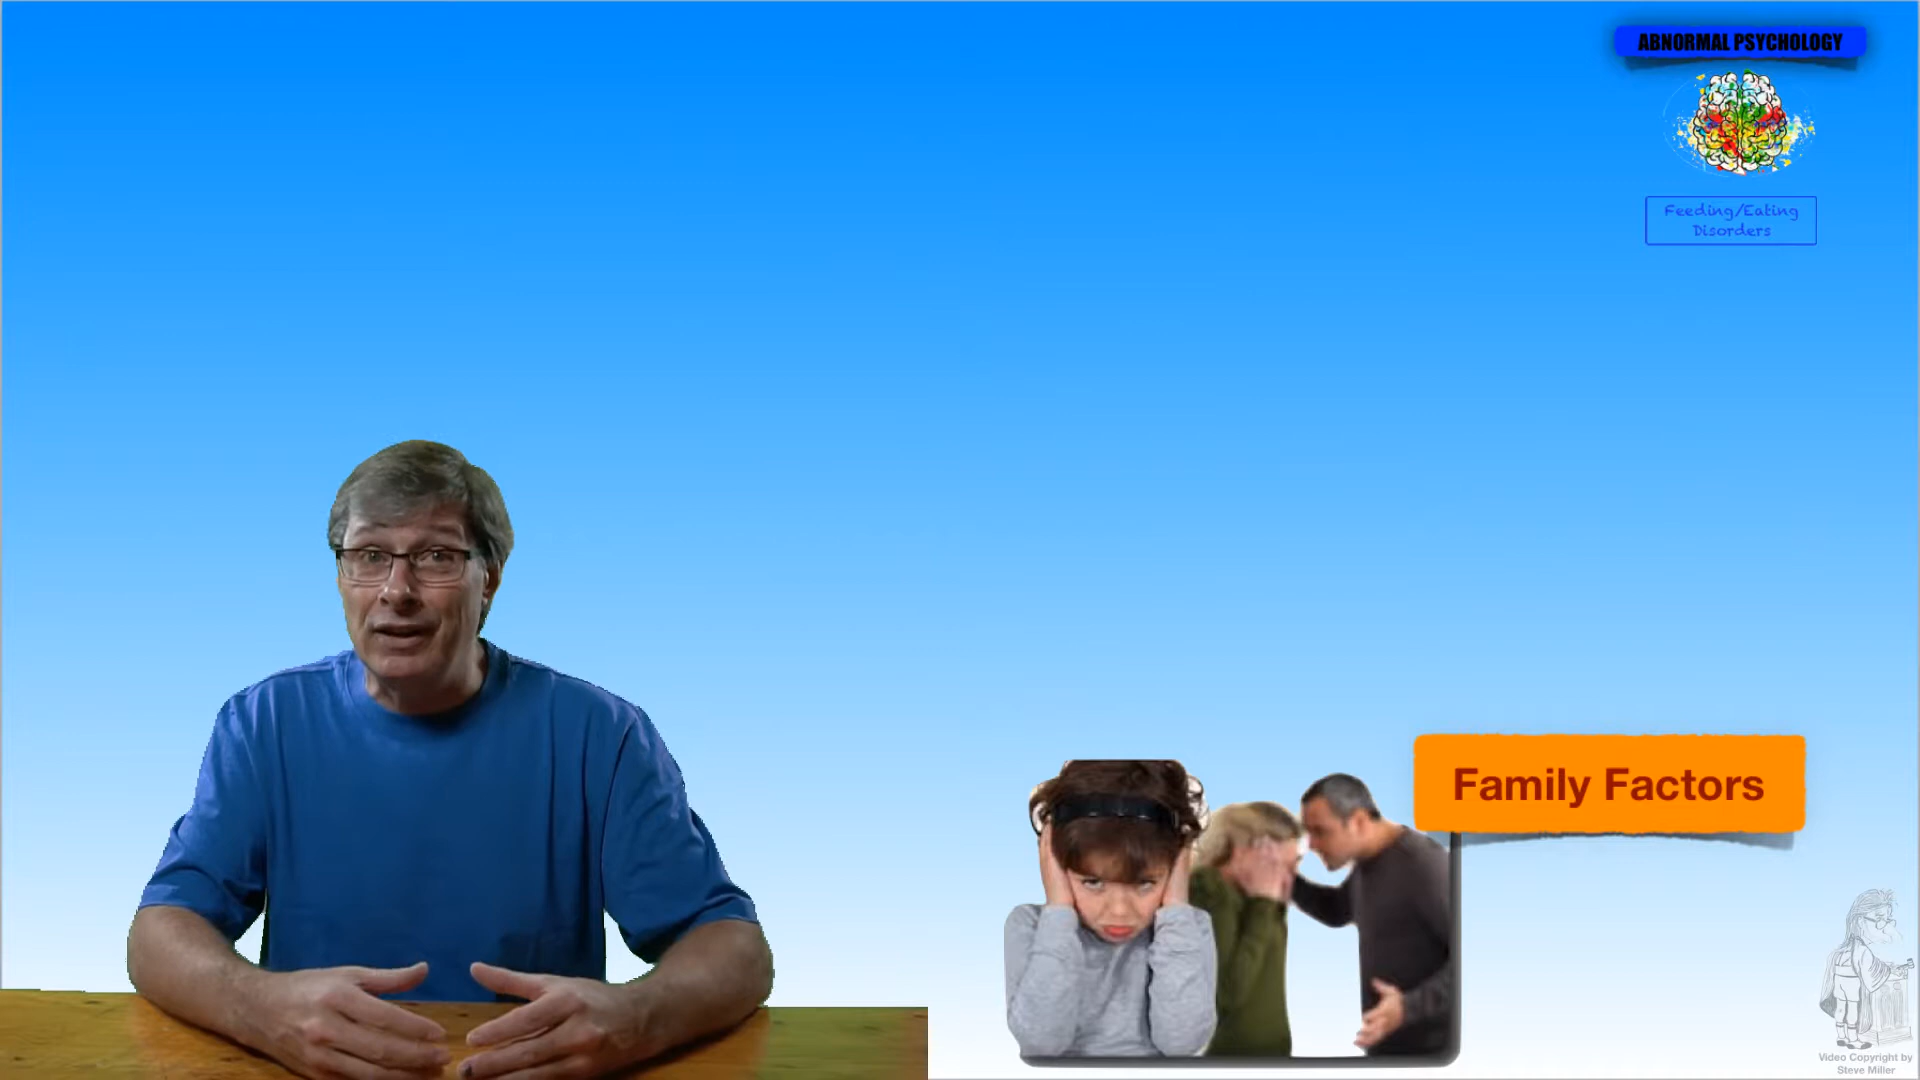 ABNORMAL PSYCHOLOGY
Feeding/Eating
Disorders
Family Factors
Video Copyright by
Steve Miller